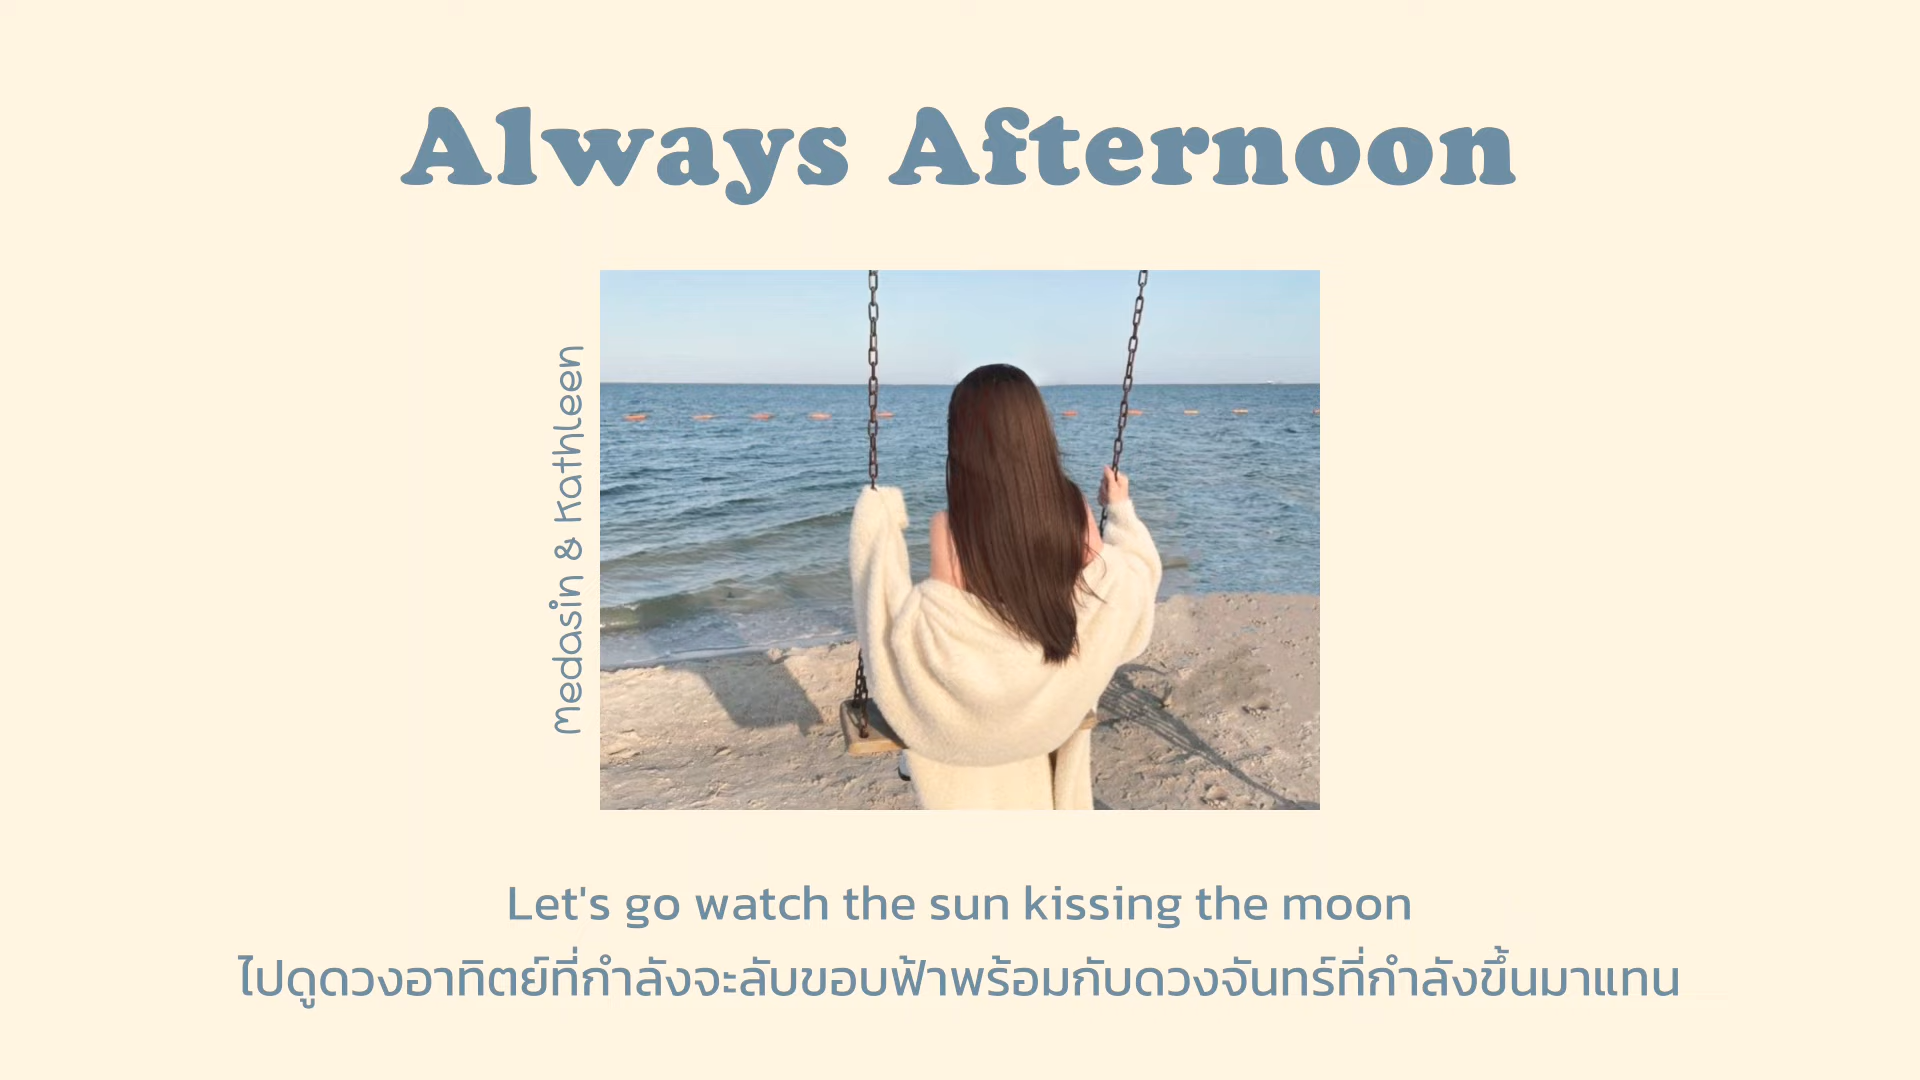 Always Afternoon
Medasin & Kathleen
Let's go watch the sun kissing the moon
ไปดูดวงอาทิตย์ที่กำลังจะลับขอบฟ้าพร้อมกับดวงจันทร์ที่กำลังขึ้นมาแทน